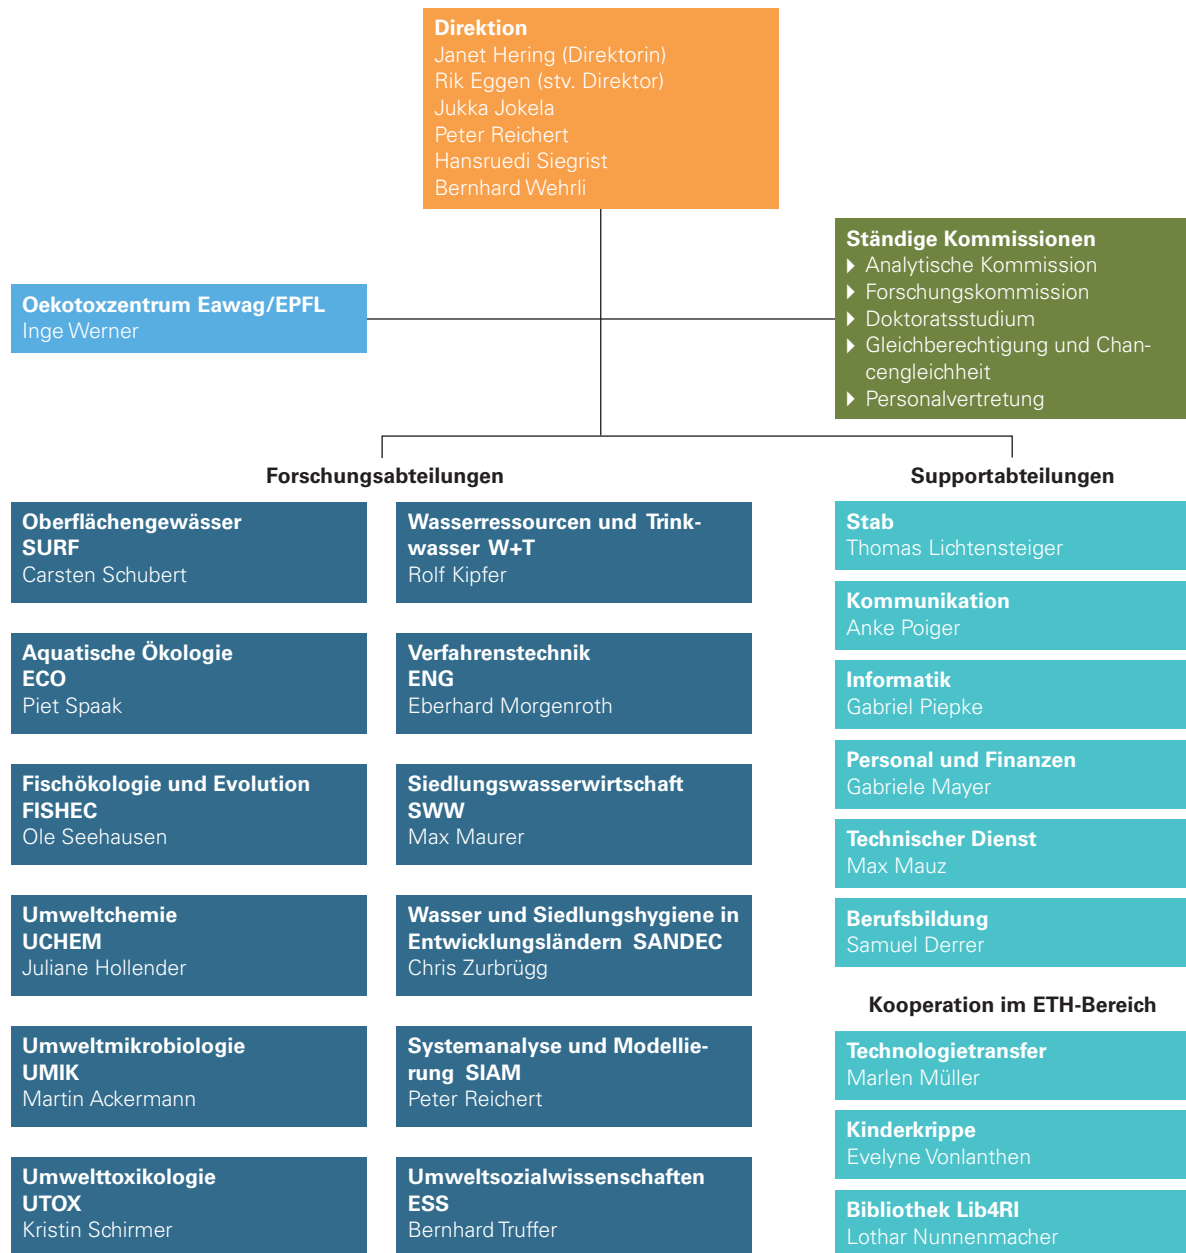 Direktion
Janet Hering (Direktorin)
Rik Eggen (stv. Direktor)
Jukka Jokela
Peter Reichert
Hansruedi Siegrist
Bernhard Wehrli
Oekotoxzentrum Eawag/EPFL
Inge Werner
Ständige Kommissionen
Analytische Kommission
Forschungskommission
Doktoratsstudium
Gleichberechtigung und Chan-
cengleichheit
Personalvertretung
Forschungsabteilungen
Oberflächengewässer
SURF
Carsten Schubert
Aquatische Ökologie
ECO
Piet Spaak
Fischökologie und Evolution
FISHEC
Ole Seehausen
Umweltchemie
UCHEM
Juliane Hollender
Umweltmikrobiologie
UMIK
Martin Ackermann
Umwelttoxikologie
UTOX
Kristin Schirmer
Wasserressourcen und Trink-
wasser W+T
Rolf Kipfer
Verfahrenstechnik
ENG
Eberhard Morgenroth
Siedlungswasserwirtschaft
SWW
Max Maurer
Wasser und Siedlungshygiene in
Entwicklungsländern SANDEC
Chris Zurbrügg
Systemanalyse und Modellie-
rung SIAM
Peter Reichert
Umweltsozialwissenschaften
ESS
Bernhard Truffer
Supportabteilungen
Stab
Thomas Lichtensteiger
Kommunikation
Anke Poiger
Informatik
Gabriel Piepke
Personal und Finanzen
Gabriele Mayer
Technischer Dienst
Max Mauz
Berufsbildung
Samuel Derrer
Kooperation im ETH-Bereich
Technologietransfer
Marlen Müller
Kinderkrippe
Evelyne Vonlanthen
Bibliothek Lib4RI
Lothar Nunnenmacher